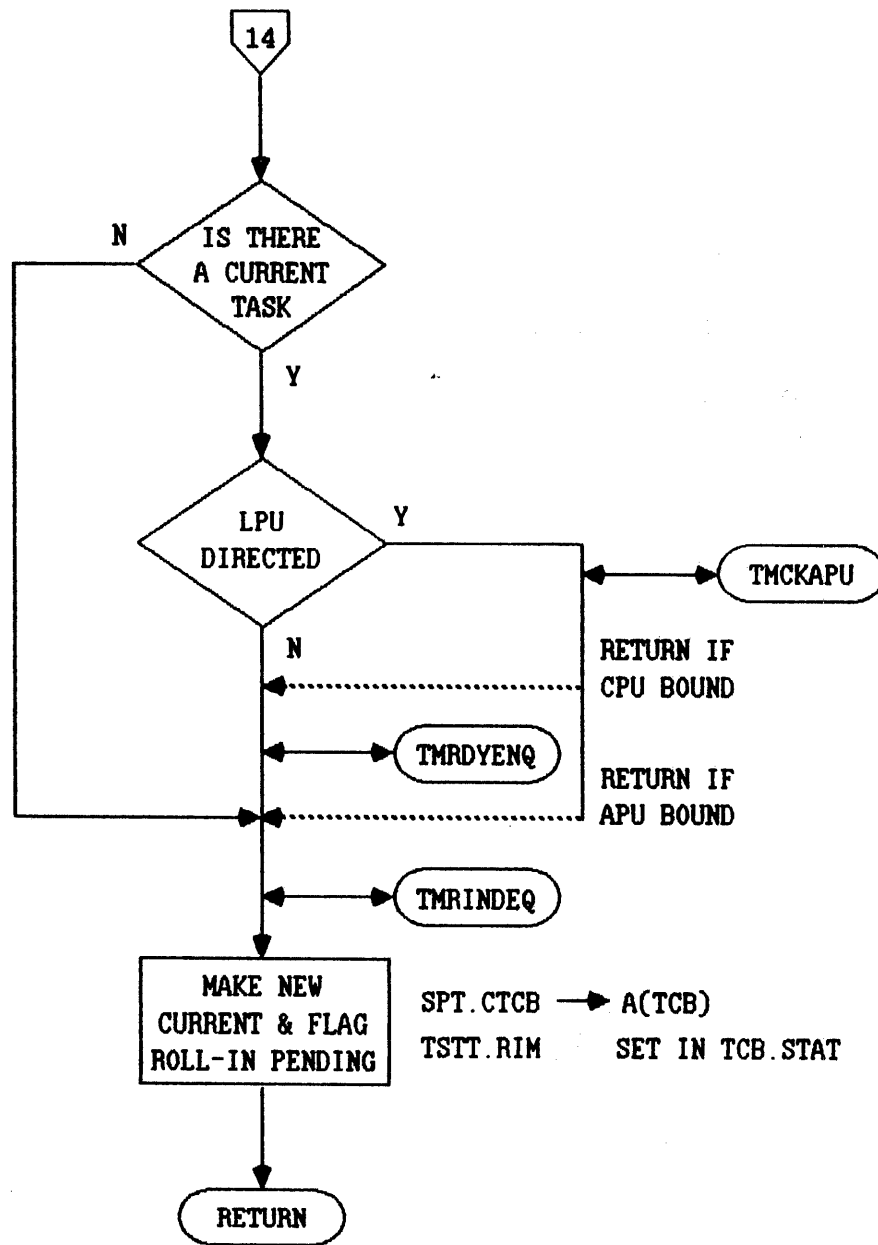 14
N
IS THERE
A CURRENT
TASK
Y
LPU
DIRECTED
Y
TMCKAPU
N
RETURN IF
CPU BOUND
TMRDYENQ
RETURN IF
APU BOUND
TMRINDEQ
MAKE NEW
CURRENT & FLAG
ROLL-IN PENDING
SPT.CTCB → A(TCB)
TSTT.RIM SET IN TCB.STAT
RETURN